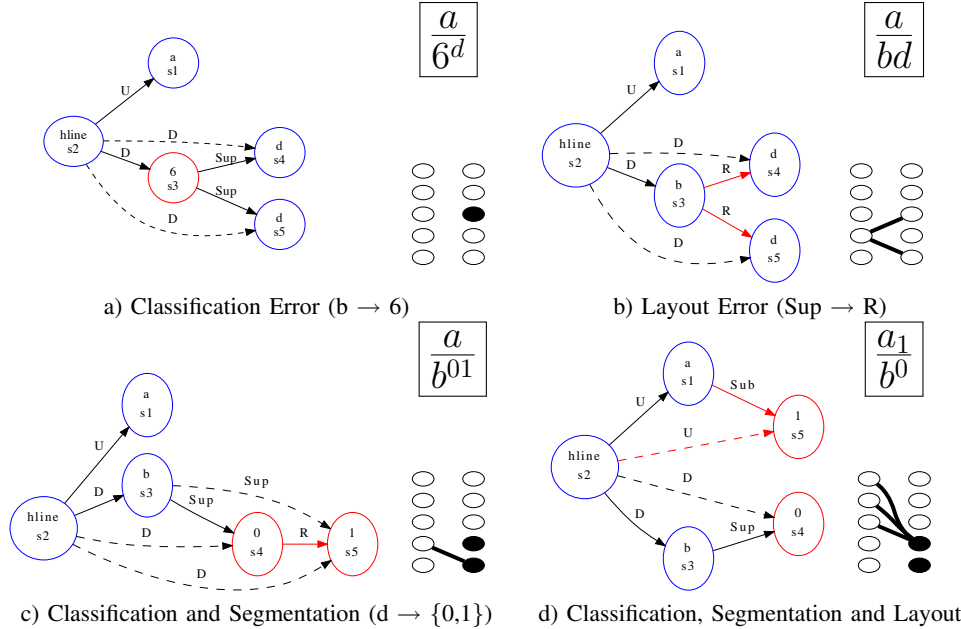 a
6^d
a
s1
U
hline
s2
D
D
6
s3
Sup
Sup
d
s4
D
d
s5
a) Classification Error (b → 6)
a
bd
a
s1
U
hline
s2
D
D
b
s3
R
R
d
s4
D
d
s5
b) Layout Error (Sup → R)
a
b^01
a
s1
U
b
s3
Sup
D
Sup
hline
s2
D
0
s4
R
1
s5
D
c) Classification and Segmentation (d → {0,1})
a_1
b^0
a
s1
Sub
U
1
s5
U
hline
s2
D
D
0
s4
Sup
b
s3
d) Classification, Segmentation and Layout